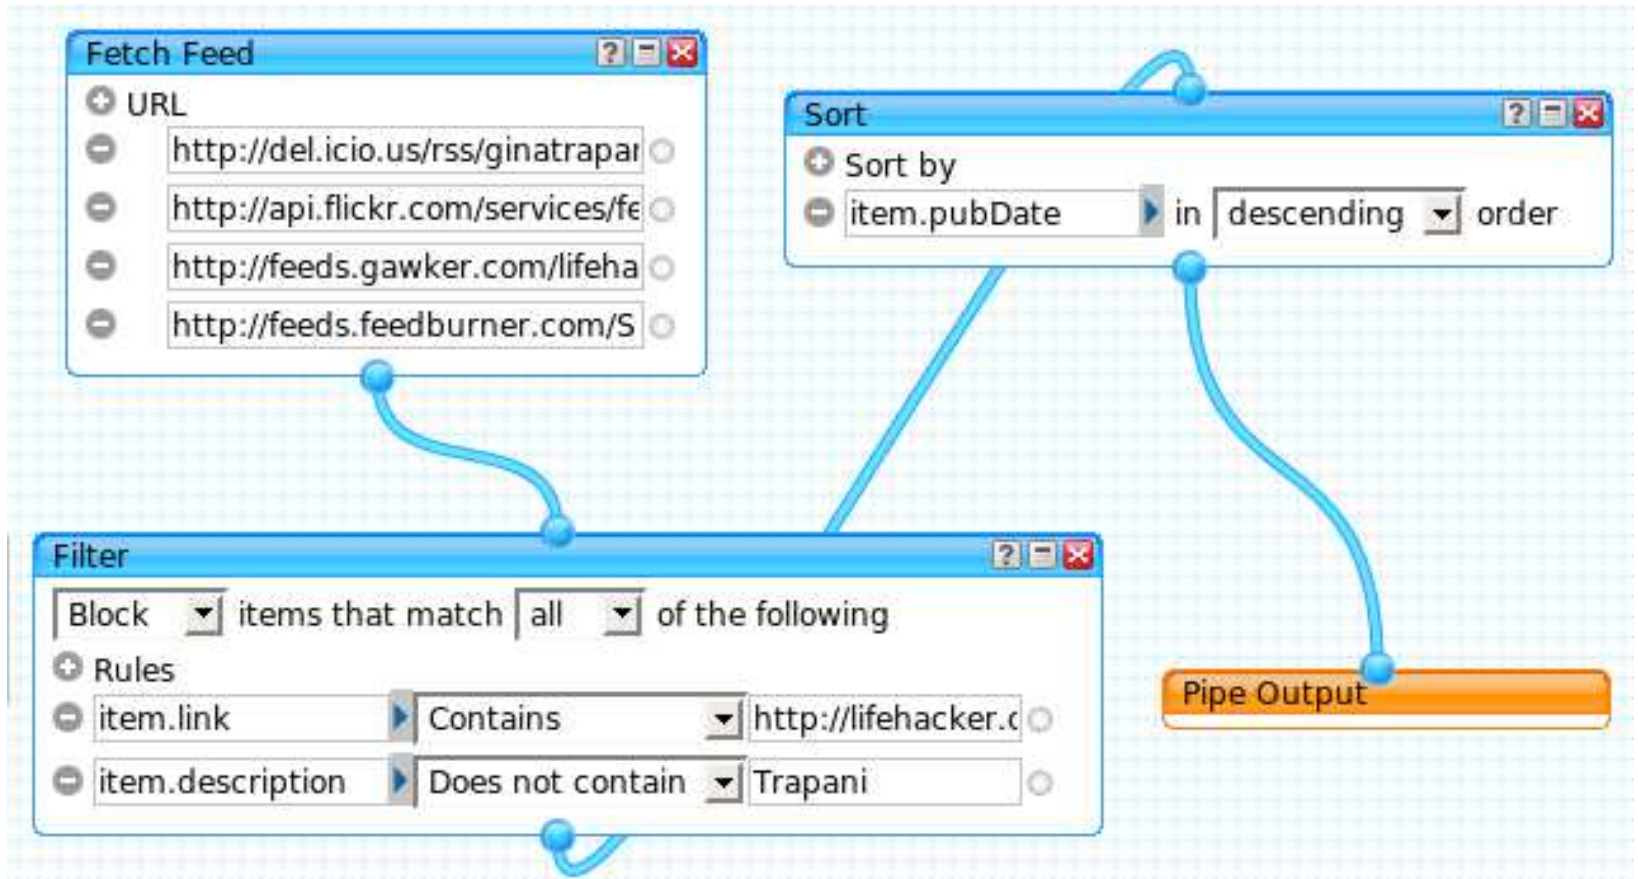 Fetch Feed
URL
http://del.icio.us/rss/ginatrapar
http://api.flickr.com/services/fe
http://feeds.gawker.com/lifeha
http://feeds.feedburner.com/S
Sort
Sort by
item.pubDate in descending order
Filter
Block items that match all of the following
Rules
item.link Contains http://lifehacker.c
item.description Does not contain Trapani
Pipe Output